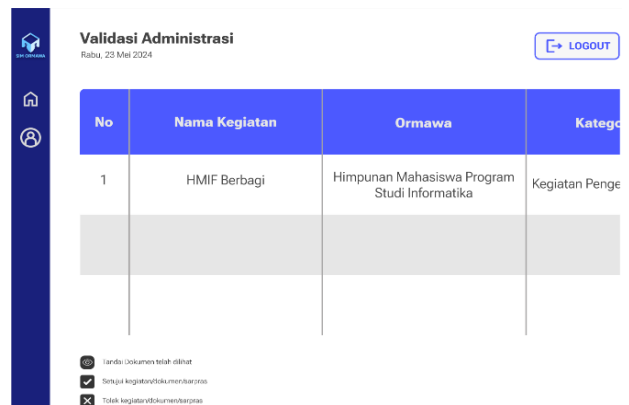 Validasi Administrasi
Rabu, 23 Mei 2024
LOGOUT
SIM ORMAWA
No Nama Kegiatan Ormawa Katego
1 HMIF Berbagi Himpunan Mahasiswa Program Kegiatan Penge
Studi Informatika
Tandai Dokumen telah dilihat
Setujui kegiatan/dokumen/sarpras
Tolak kegiatan/dokumen/sarpras